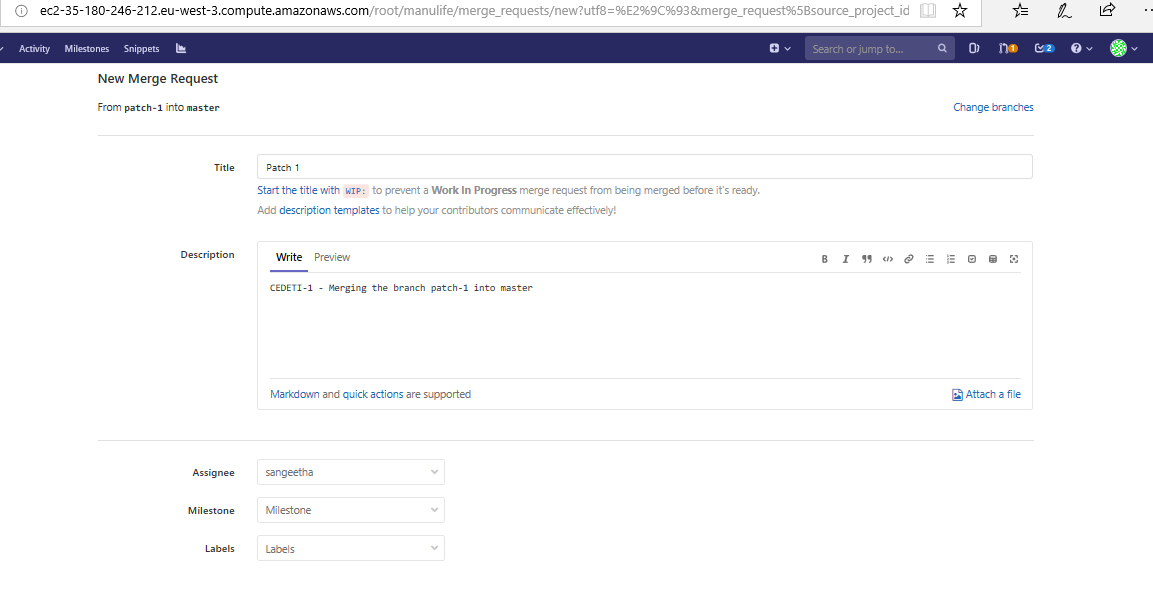 ec2-35-180-246-212.eu-west-3.compute.amazonaws.com/root/manulife/merge_requests/new?utf8=%E2%9C%93&merge_request%5Bsource_project_id
Activity Milestones Snippets Search or jump to... 1 2
New Merge Request
From patch-1 into master Change branches
Title Patch 1
Start the title with WIP: to prevent a Work In Progress merge request from being merged before it's ready.
Add description templates to help your contributors communicate effectively!
Description Write Preview
CEDETI-1 - Merging the branch patch-1 into master
Markdown and quick actions are supported Attach a file
Assignee sangeetha
Milestone Milestone
Labels Labels